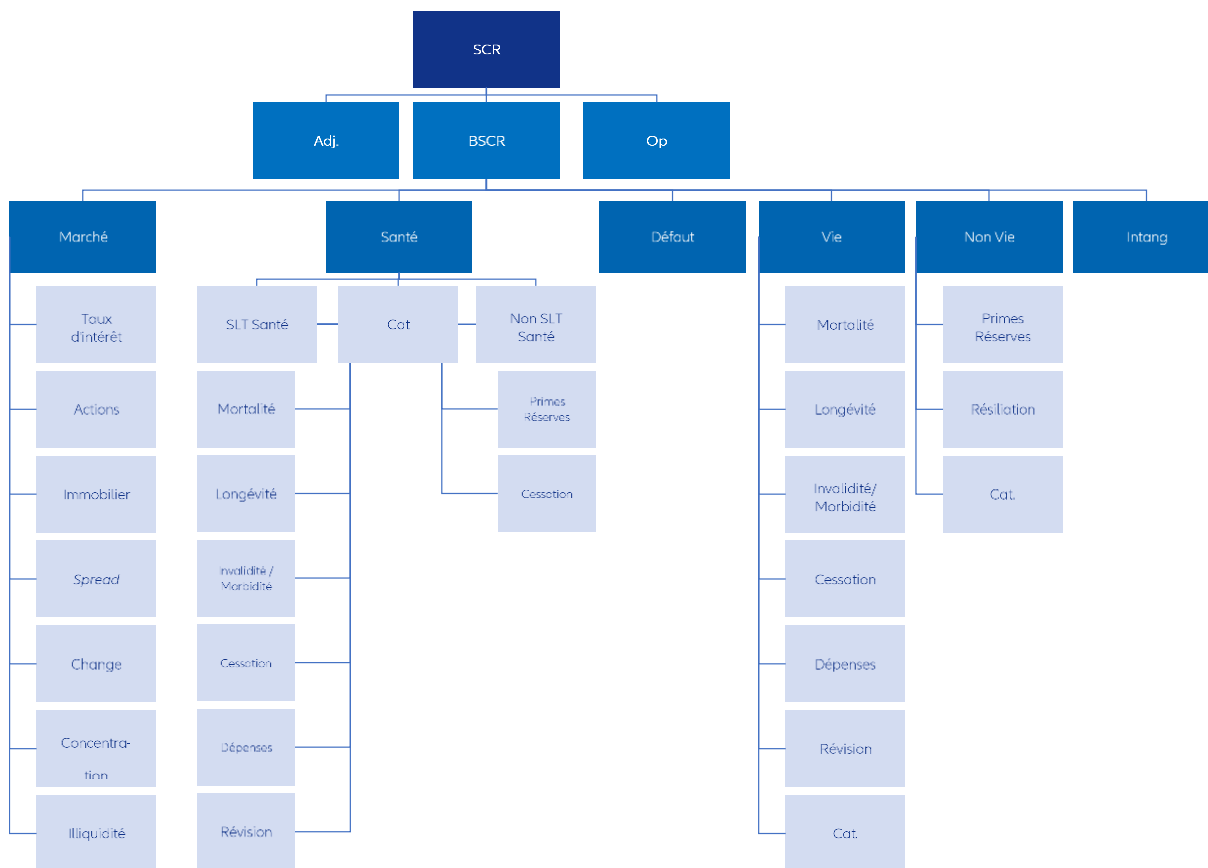 SCR
Adj.
BSCR
Op
Marché
Santé
Défaut
Vie
Non Vie
Intang
Taux
d'intérêt
Actions
Immobilier
Spread
Change
Concentra-
tion
Illiquidité
SLT Santé
Cat
Non SLT
Santé
Mortalité
Longévité
Invalidité /
Morbidité
Cessation
Dépenses
Révision
Primes
Réserves
Cessation
Mortalité
Longévité
Invalidité/
Morbidité
Cessation
Dépenses
Révision
Cat.
Primes
Réserves
Résiliation
Cat.